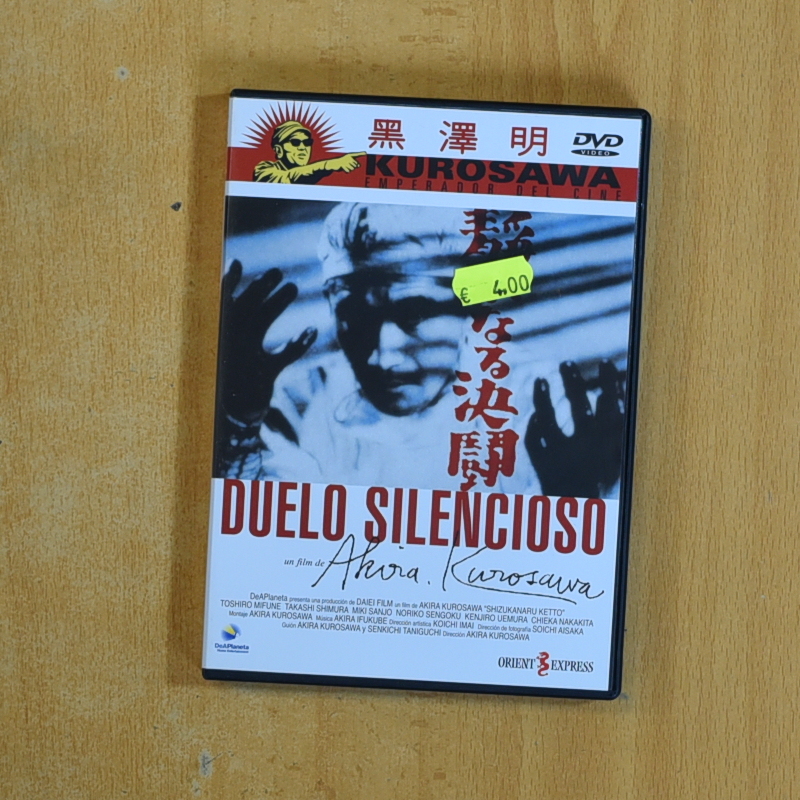 黑澤明
DVD
VIDEO
KUROSAWA
EMPERADOR DEL CINE
静
なる決闘
€ 4.00
DUELO SILENCIOSO
un film de Akira Kurosawa
DeAPlaneta presenta una producción de DAIEI FILM un film de AKIRA KUROSAWA "SHIZUKANARU KETTO"
TOSHIRO MIFUNE TAKASHI SHIMURA MIKI SANJO NORIKO SENGOKU KENJIRO UEMURA CHIEKA NAKAKITA
Montaje AKIRA KUROSAWA Música AKIRA IFUKUBE Dirección artística KOICHI IMAI Dirección de fotografía SOICHI AISAKA
Guión AKIRA KUROSAWA y SENKICHI TANIGUCHI Dirección AKIRA KUROSAWA
DeAPlaneta
Home Entertainment
ORIENT EXPRESS